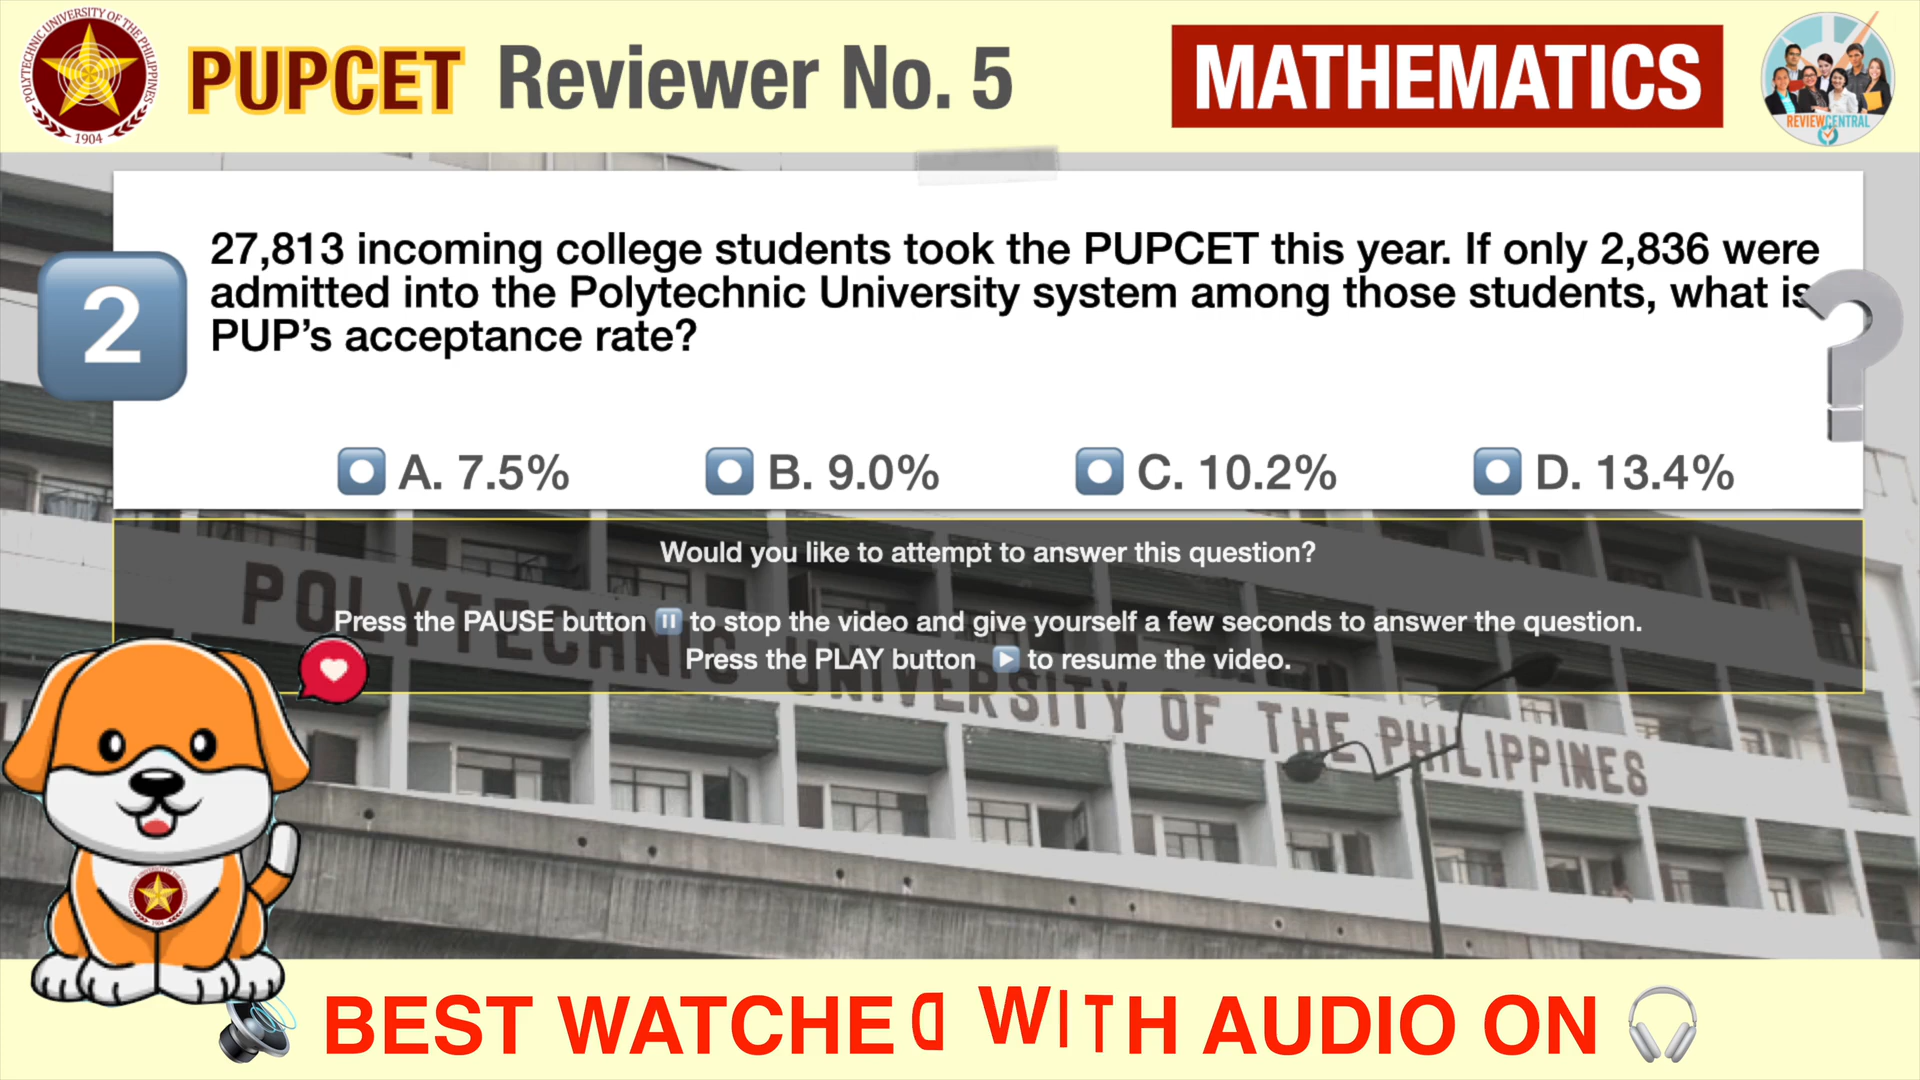 POLYTECHNIC UNIVERSITY OF THE PHILIPPINES
1904
PUPCET Reviewer No. 5
MATHEMATICS
REVIEWCENTRAL
2
27,813 incoming college students took the PUPCET this year. If only 2,836 were
admitted into the Polytechnic University system among those students, what is
PUP’s acceptance rate?
?
A. 7.5%
B. 9.0%
C. 10.2%
D. 13.4%
Would you like to attempt to answer this question?
Press the PAUSE button ⏸ to stop the video and give yourself a few seconds to answer the question.
Press the PLAY button ▶ to resume the video.
POLYTECHNIC UNIVERSITY OF THE PHILIPPINES
BEST WATCHED WITH AUDIO ON